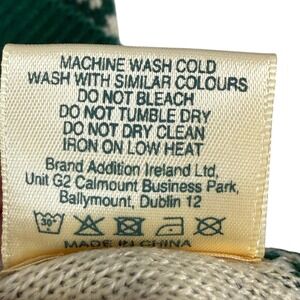 MACHINE WASH COLD
WASH WITH SIMILAR COLOURS
DO NOT BLEACH
DO NOT TUMBLE DRY
DO NOT DRY CLEAN
IRON ON LOW HEAT
Brand Addition Ireland Ltd,
Unit G2 Calmount Business Park,
Ballymount, Dublin 12
30°
MADE IN CHINA